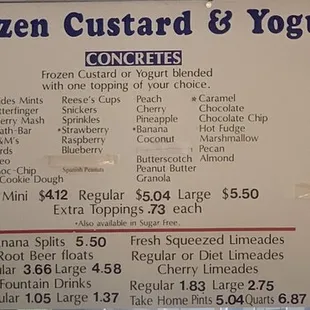 zen Custard & Yogu
CONCRETES
Frozen Custard or Yogurt blended
with one topping of your choice.
des Mints Reese's Cups Peach *Caramel
tterfinger Snickers Cherry Chocolate
erry Mash Sprinkles Pineapple Chocolate Chip
ath-Bar *Strawberry *Banana Hot Fudge
&M's Raspberry Coconut Marshmallow
rds Blueberry Pecan
eo Butterscotch Almond
oc-Chip Spanish Peanuts Peanut Butter
Cookie Dough Granola
Mini $4.12 Regular $5.04 Large $5.50
Extra Toppings .73 each
*Also available in Sugar Free.
nana Splits 5.50 Fresh Squeezed Limeades
Root Beer floats Regular or Diet Limeades
ular 3.66 Large 4.58 Cherry Limeades
Fountain Drinks Regular 1.83 Large 2.75
ular 1.05 Large 1.37 Take Home Pints 5.04 Quarts 6.87